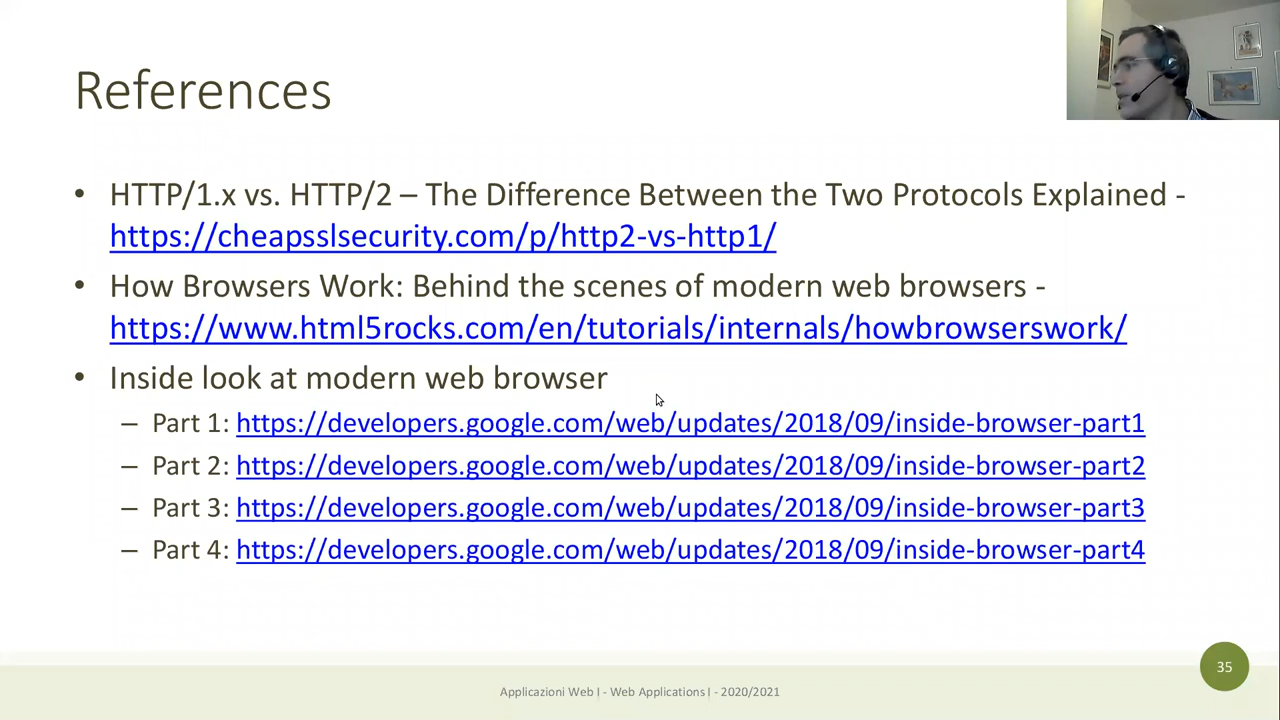 References
• HTTP/1.x vs. HTTP/2 – The Difference Between the Two Protocols Explained -
https://cheapsslsecurity.com/p/http2-vs-http1/
• How Browsers Work: Behind the scenes of modern web browsers -
https://www.html5rocks.com/en/tutorials/internals/howbrowserswork/
• Inside look at modern web browser
– Part 1: https://developers.google.com/web/updates/2018/09/inside-browser-part1
– Part 2: https://developers.google.com/web/updates/2018/09/inside-browser-part2
– Part 3: https://developers.google.com/web/updates/2018/09/inside-browser-part3
– Part 4: https://developers.google.com/web/updates/2018/09/inside-browser-part4
35
Applicazioni Web I - Web Applications I - 2020/2021